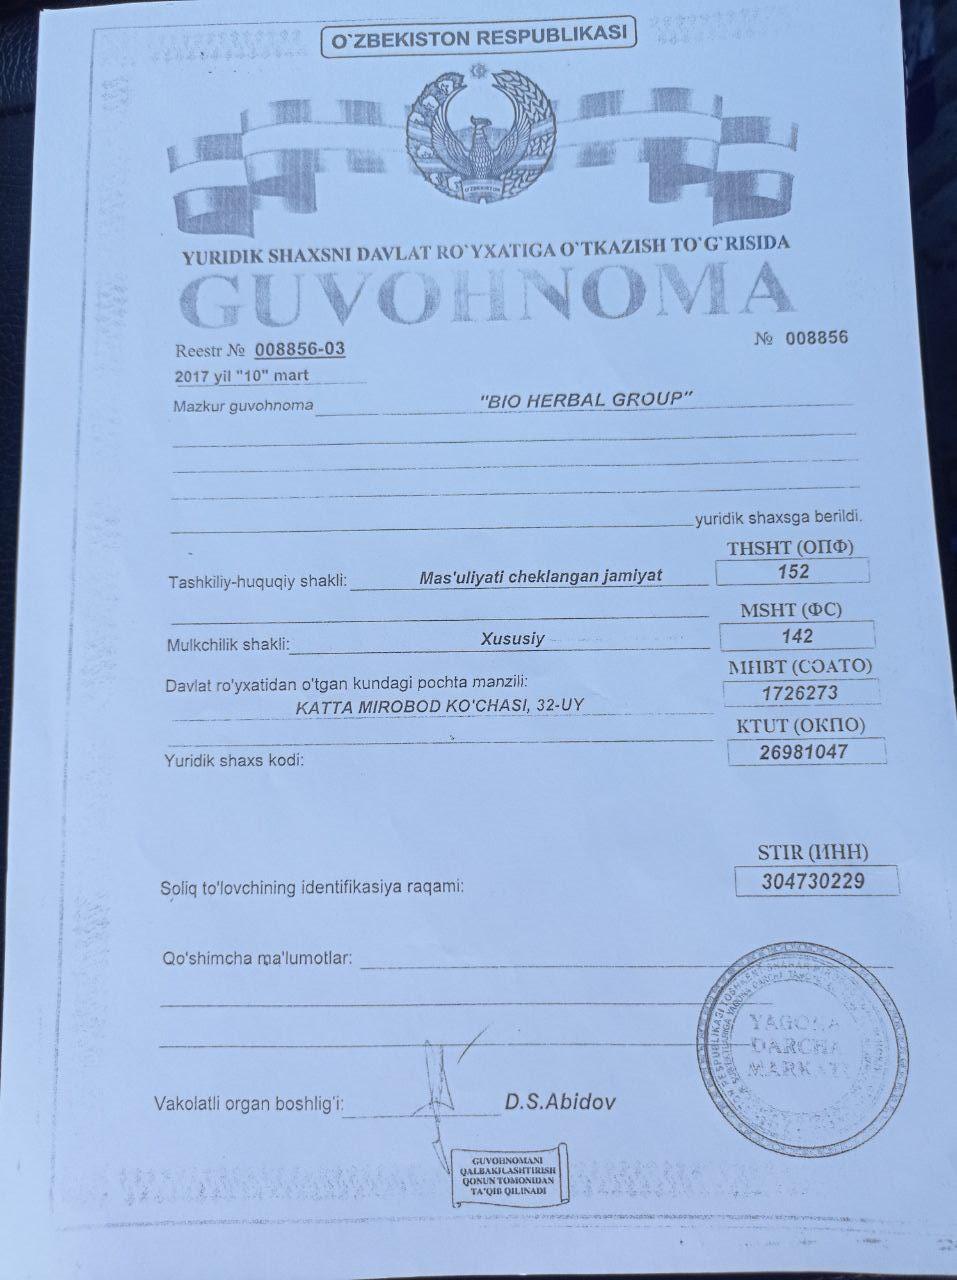 O`ZBEKISTON RESPUBLIKASI
O'ZBEKISTON
YURIDIK SHAXSNI DAVLAT RO`YXATIGA O`TKAZISH TO`G`RISIDA
GUVOHNOMA
Reestr № 008856-03
№ 008856
2017 yil "10" mart
Mazkur guvohnoma "BIO HERBAL GROUP"
yuridik shaxsga berildi.
THSHT (ОПФ)
Tashkiliy-huquqiy shakli: Mas'uliyati cheklangan jamiyat 152
MSHT (ФС)
Mulkchilik shakli: Xususiy 142
MHBT (СОАТО)
Davlat ro'yxatidan o'tgan kundagi pochta manzili: 1726273
KATTA MIROBOD KO'CHASI, 32-UY
KTUT (ОКПО)
Yuridik shaxs kodi: 26981047
STIR (ИНН)
Soliq to'lovchining identifikasiya raqami: 304730229
Qo'shimcha ma'lumotlar:
YAGONA
DARCHA
MARKAZI
Vakolatli organ boshlig'i: D.S.Abidov
GUVOHNOMANI
QALBAKILASHTIRISH
QONUN TOMONIDAN
TA'QIB QILINADI